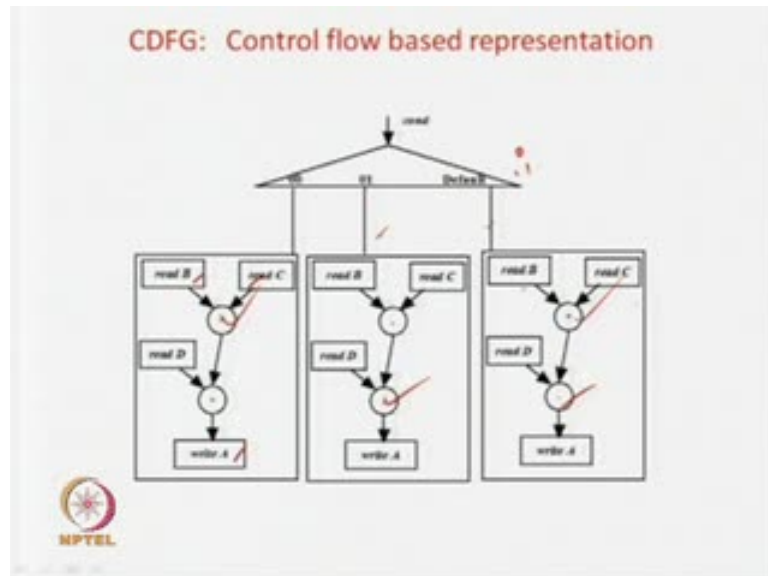 CDFG: Control flow based representation
cond
00 01 Default
read B read C read B read C read B read C
read D read D read D
write A write A write A
NPTEL